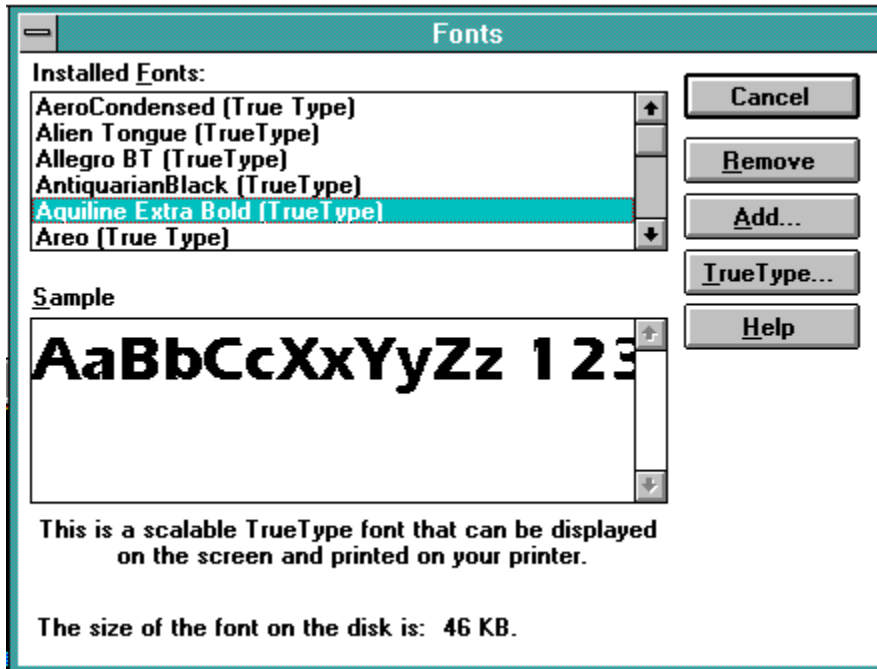 Fonts
Installed Fonts:
AeroCondensed (True Type)
Alien Tongue (TrueType)
Allegro BT (TrueType)
AntiquarianBlack (TrueType)
Aquiline Extra Bold (TrueType)
Areo (True Type)
Cancel
Remove
Add...
TrueType...
Help
Sample
AaBbCcXxYyZz 123
This is a scalable TrueType font that can be displayed
on the screen and printed on your printer.
The size of the font on the disk is:  46 KB.